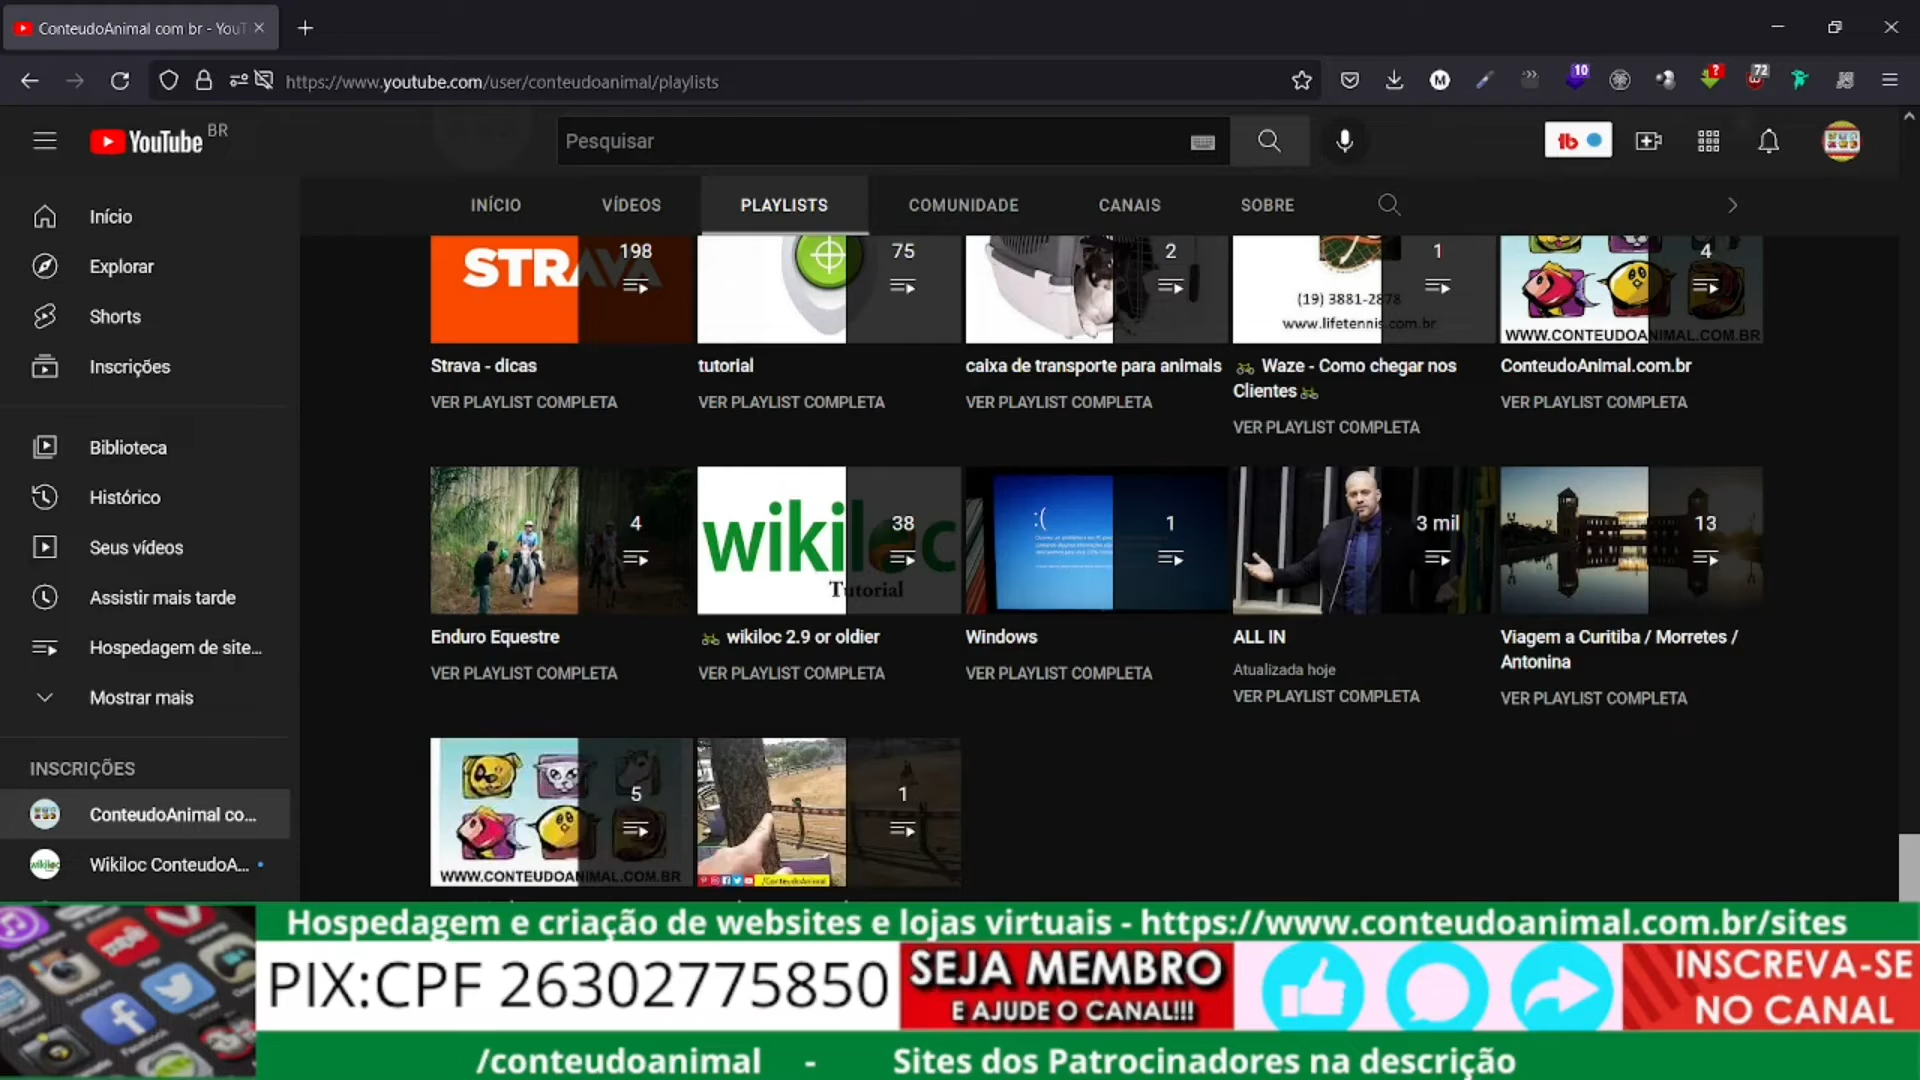 ConteudoAnimal com br - YouT
https://www.youtube.com/user/conteudoanimal/playlists
10
?
72
M
YouTube BR
Pesquisar
tb
INÍCIO
VÍDEOS
PLAYLISTS
COMUNIDADE
CANAIS
SOBRE
Início
Explorar
Shorts
Inscrições
Biblioteca
Histórico
Seus vídeos
Assistir mais tarde
Hospedagem de site...
Mostrar mais
INSCRIÇÕES
ConteudoAnimal co...
Wikiloc ConteudoA...
STRAVA
198
Strava - dicas
VER PLAYLIST COMPLETA
75
tutorial
VER PLAYLIST COMPLETA
2
caixa de transporte para animais
VER PLAYLIST COMPLETA
1
(19) 3881-2878
www.lifetennis.com.br
Waze - Como chegar nos
Clientes
VER PLAYLIST COMPLETA
4
WWW.CONTEUDOANIMAL.COM.BR
ConteudoAnimal.com.br
VER PLAYLIST COMPLETA
4
Enduro Equestre
VER PLAYLIST COMPLETA
wikiloc
38
Tutorial
wikiloc 2.9 or oldier
VER PLAYLIST COMPLETA
:(
1
Windows
VER PLAYLIST COMPLETA
3 mil
ALL IN
Atualizada hoje
VER PLAYLIST COMPLETA
13
Viagem a Curitiba / Morretes /
Antonina
VER PLAYLIST COMPLETA
5
WWW.CONTEUDOANIMAL.COM.BR
1
/ConteudoAnimal
Hospedagem e criação de websites e lojas virtuais - https://www.conteudoanimal.com.br/sites
PIX:CPF 26302775850
SEJA MEMBRO
E AJUDE O CANAL!!!
INSCREVA-SE
NO CANAL
/conteudoanimal - Sites dos Patrocinadores na descrição